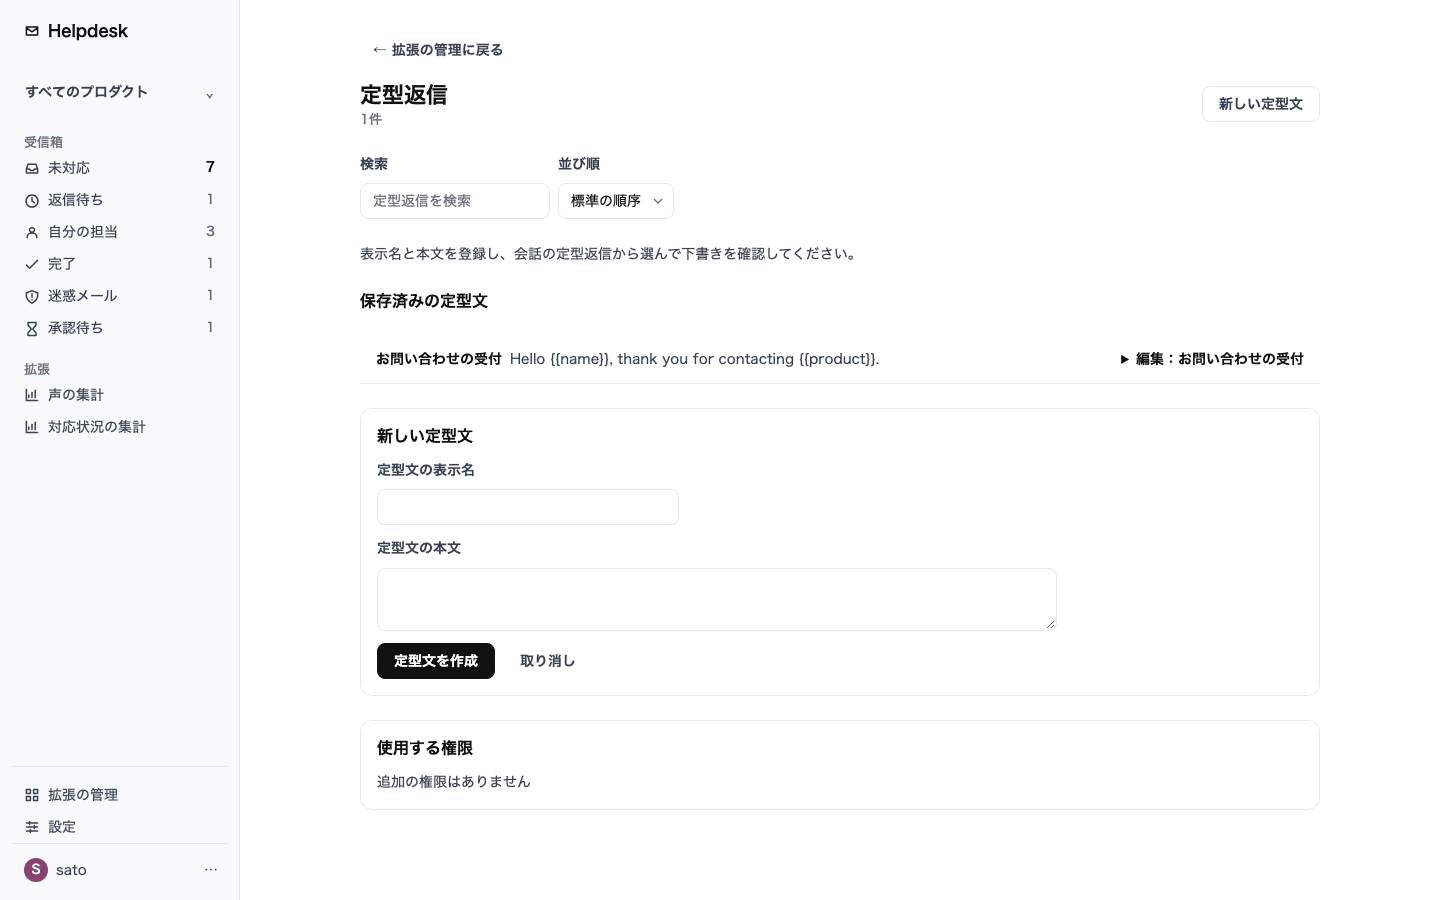 Helpdesk
すべてのプロダクト
受信箱
未対応 7
返信待ち 1
自分の担当 3
完了 1
迷惑メール 1
承認待ち 1
拡張
声の集計
対応状況の集計
拡張の管理
設定
S sato …
← 拡張の管理に戻る
定型返信
1件
新しい定型文
検索 並び順
定型返信を検索 標準の順序
表示名と本文を登録し、会話の定型返信から選んで下書きを確認してください。
保存済みの定型文
お問い合わせの受付 Hello {{name}}, thank you for contacting {{product}}. ▶ 編集：お問い合わせの受付
新しい定型文
定型文の表示名
定型文の本文
定型文を作成 取り消し
使用する権限
追加の権限はありません